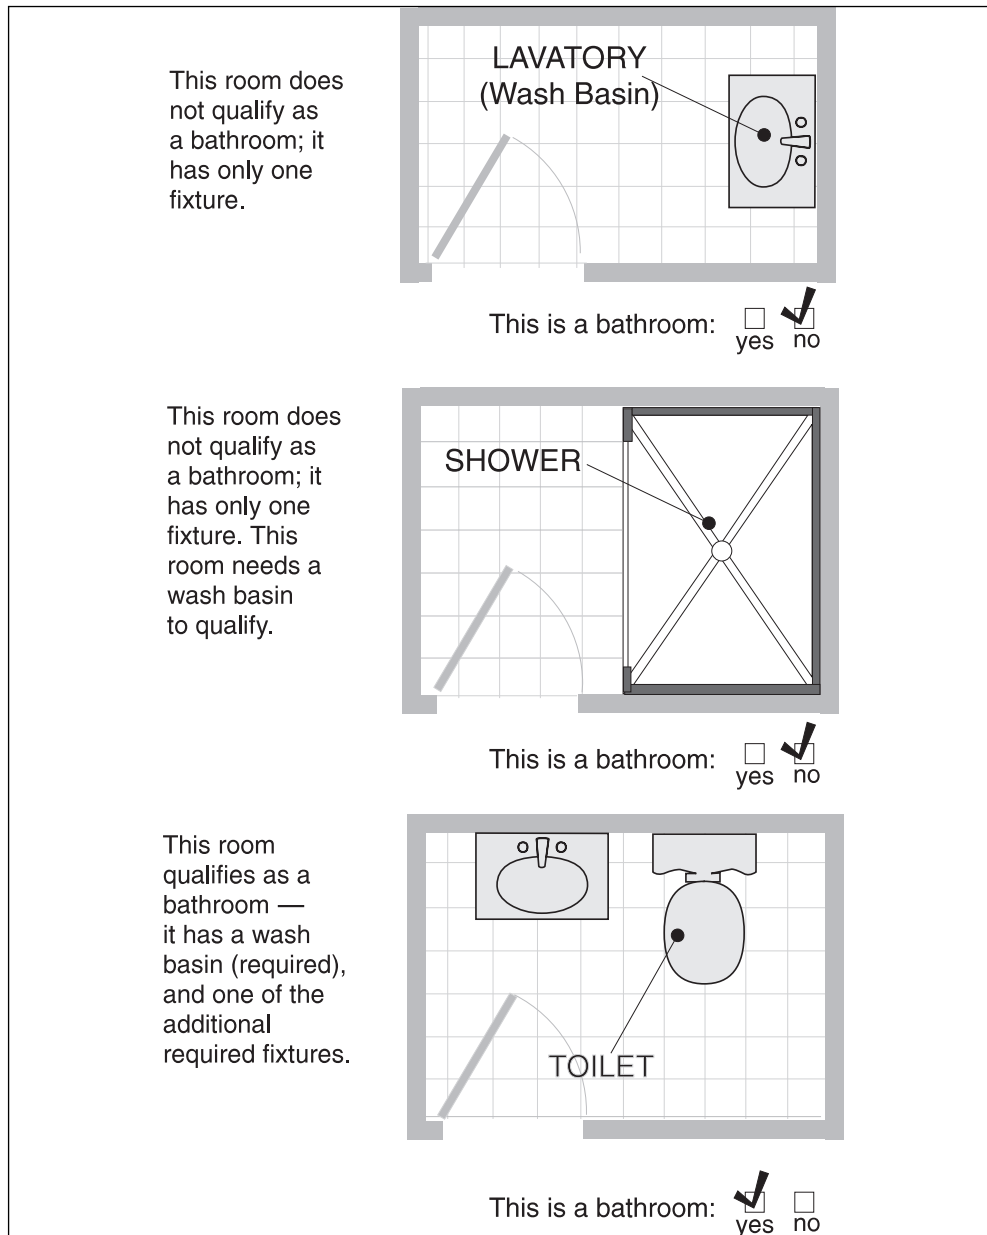 This room does
not qualify as
a bathroom; it
has only one
fixture.
LAVATORY
(Wash Basin)
This is a bathroom:
yes
no
This room does
not qualify as
a bathroom; it
has only one
fixture. This
room needs a
wash basin
to qualify.
SHOWER
This is a bathroom:
yes
no
This room
qualifies as a
bathroom —
it has a wash
basin (required),
and one of the
additional
required fixtures.
TOILET
This is a bathroom:
yes
no